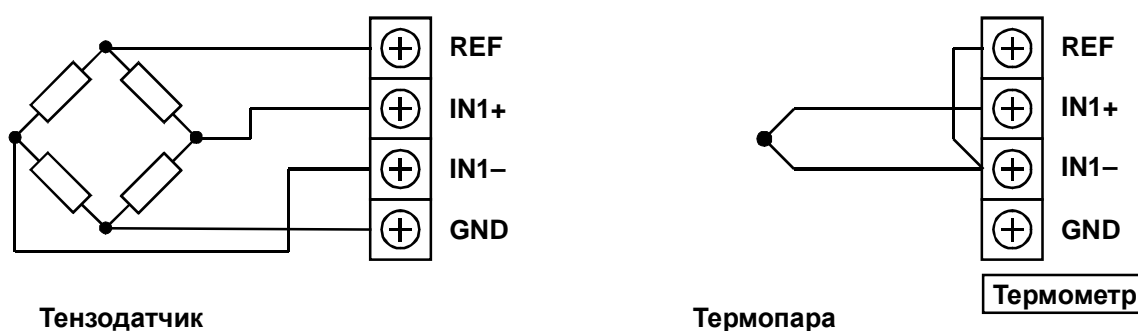 REF
IN1+
IN1–
GND
Тензодатчик
REF
IN1+
IN1–
GND
Термометр
Термопара